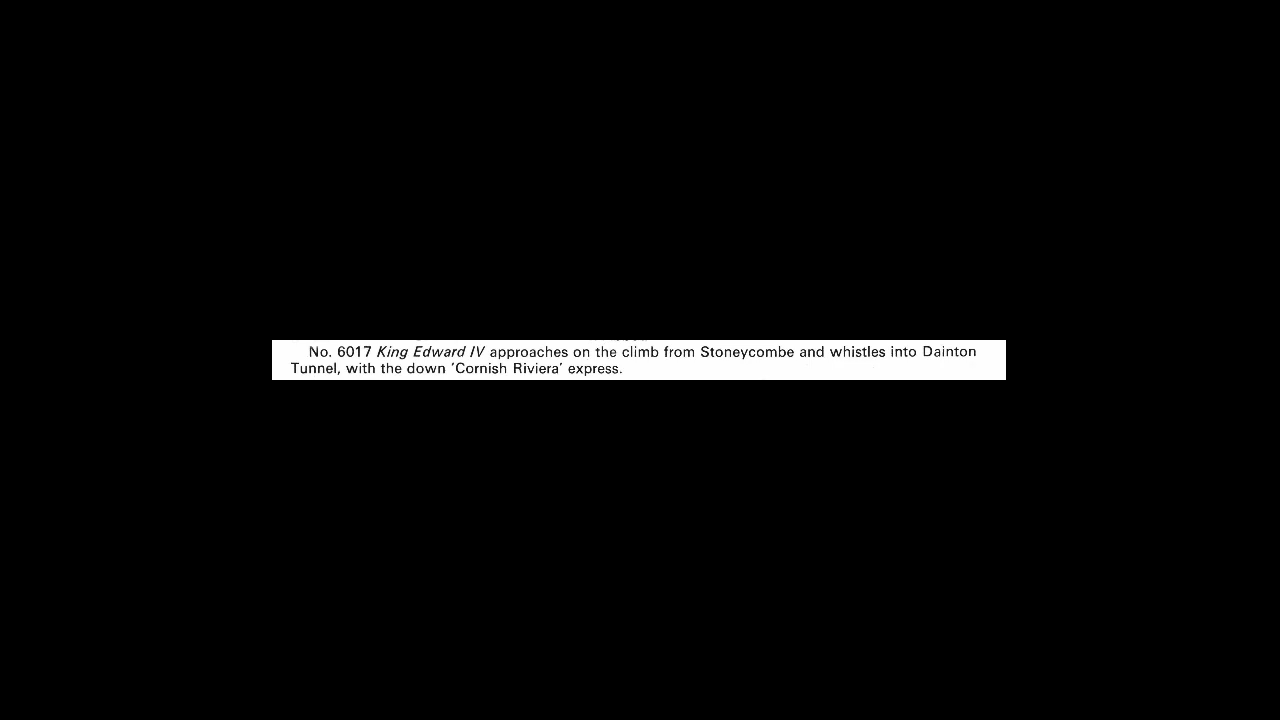 No. 6017 King Edward IV approaches on the climb from Stoneycombe and whistles into Dainton
Tunnel, with the down 'Cornish Riviera' express.